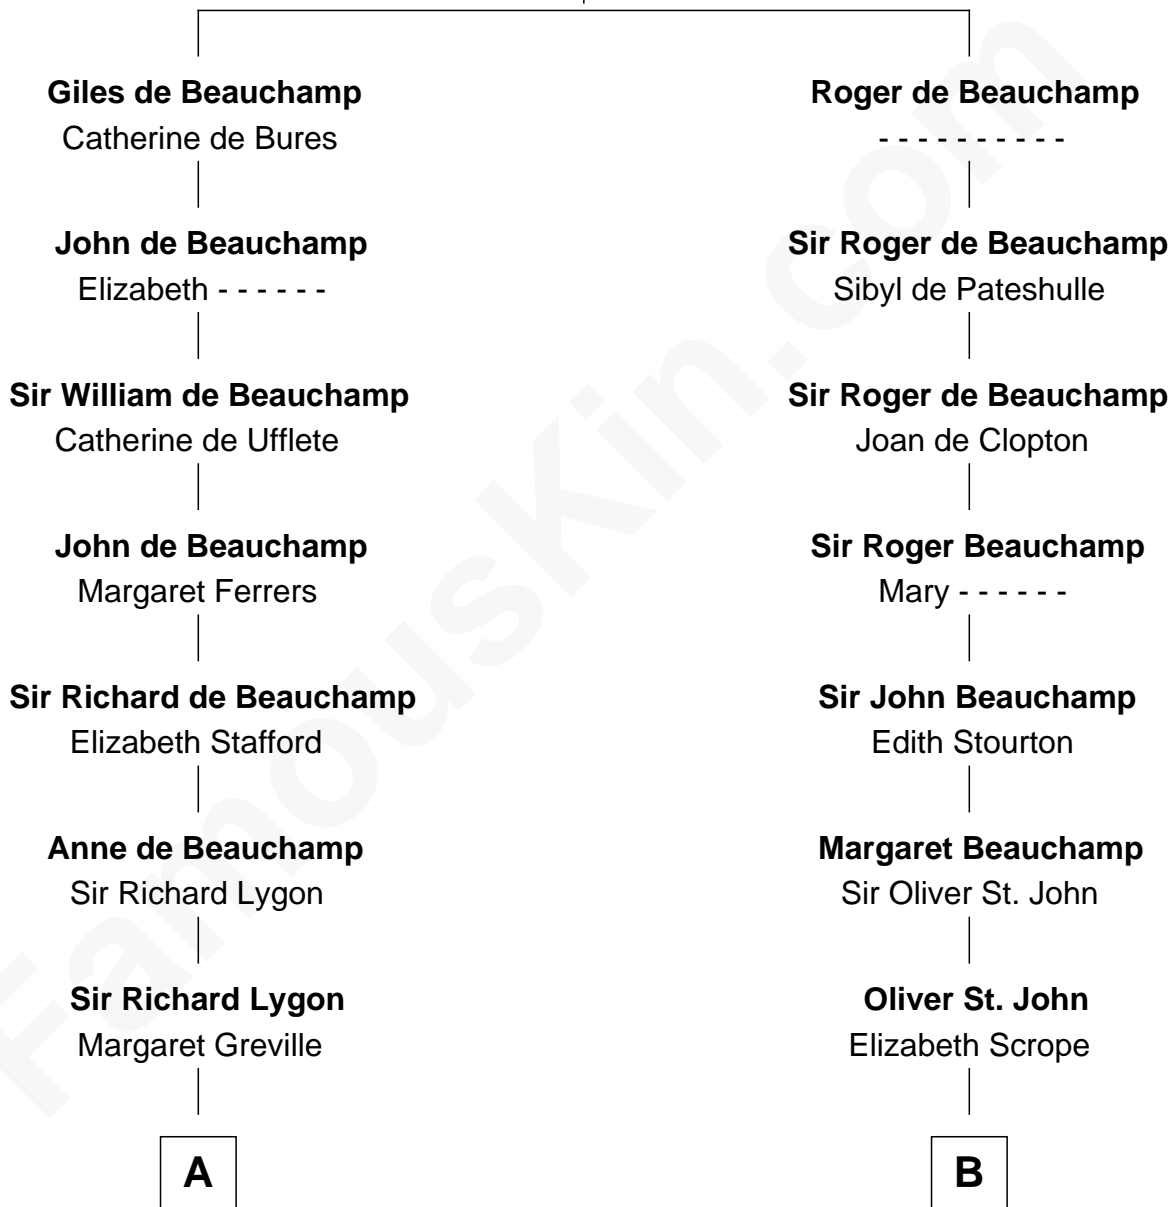 Giles de Beauchamp
Catherine de Bures
John de Beauchamp
Elizabeth - - - - - -
Sir William de Beauchamp
Catherine de Ufflete
John de Beauchamp
Margaret Ferrers
Sir Richard de Beauchamp
Elizabeth Stafford
Anne de Beauchamp
Sir Richard Lygon
Sir Richard Lygon
Margaret Greville
A
Roger de Beauchamp
- - - - - - - - - -
Sir Roger de Beauchamp
Sibyl de Pateshulle
Sir Roger de Beauchamp
Joan de Clopton
Sir Roger Beauchamp
Mary - - - - - -
Sir John Beauchamp
Edith Stourton
Margaret Beauchamp
Sir Oliver St. John
Oliver St. John
Elizabeth Scrope
B
FamousKin.com